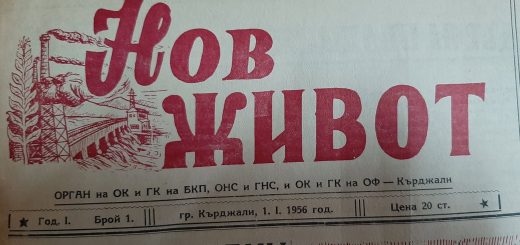 Нов
ЖИВОТ
ОРГАН на ОК и ГК на БКП, ОНС и ГНС, и ОК и ГК на ОФ — Кърджали
Год. I. Брой 1. гр. Кърджали, 1. I. 1956 год. Цена 20 ст.